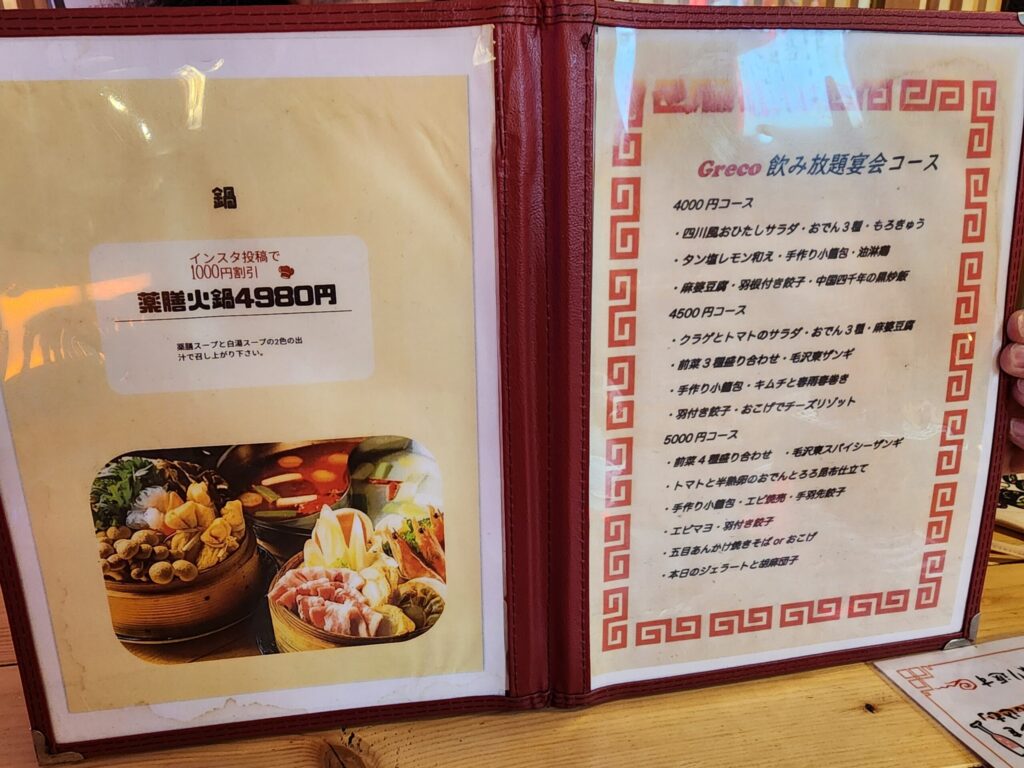 鍋
インスタ投稿で
1000円割引
薬膳火鍋4980円
薬膳スープと白湯スープの2色の出
汁で召し上がり下さい。
Greco 飲み放題宴会コース
4000円コース
・四川風おひたしサラダ・おでん3種・もろきゅう
・タン塩レモン和え・手作り小籠包・油淋鶏
・麻婆豆腐・羽根付き餃子・中国四千年の黒炒飯
4500円コース
・クラゲとトマトのサラダ・おでん3種・麻婆豆腐
・前菜3種盛り合わせ・毛沢東ザンギ
・手作り小籠包・キムチと春雨春巻き
・羽付き餃子・おこげでチーズリゾット
5000円コース
・前菜4種盛り合わせ ・毛沢東スパイシーザンギ
・トマトと半熟卵のおでんとろろ昆布仕立て
・手作り小籠包・エビ焼売・手羽先餃子
・エビマヨ・羽付き餃子
・五目あんかけ焼きそば or おこげ
・本日のジェラートと胡麻団子